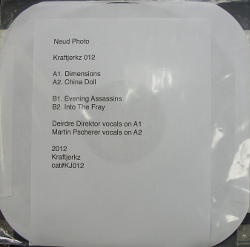 Neud Photo
Kraftjerkz 012
A1. Dimensions
A2. China Doll
B1. Evening Assassins
B2. Into The Fray
Deirdre Direktor vocals on A1
Martin Pscherer vocals on A2
2012
Kraftjerkz
cat#KJ012